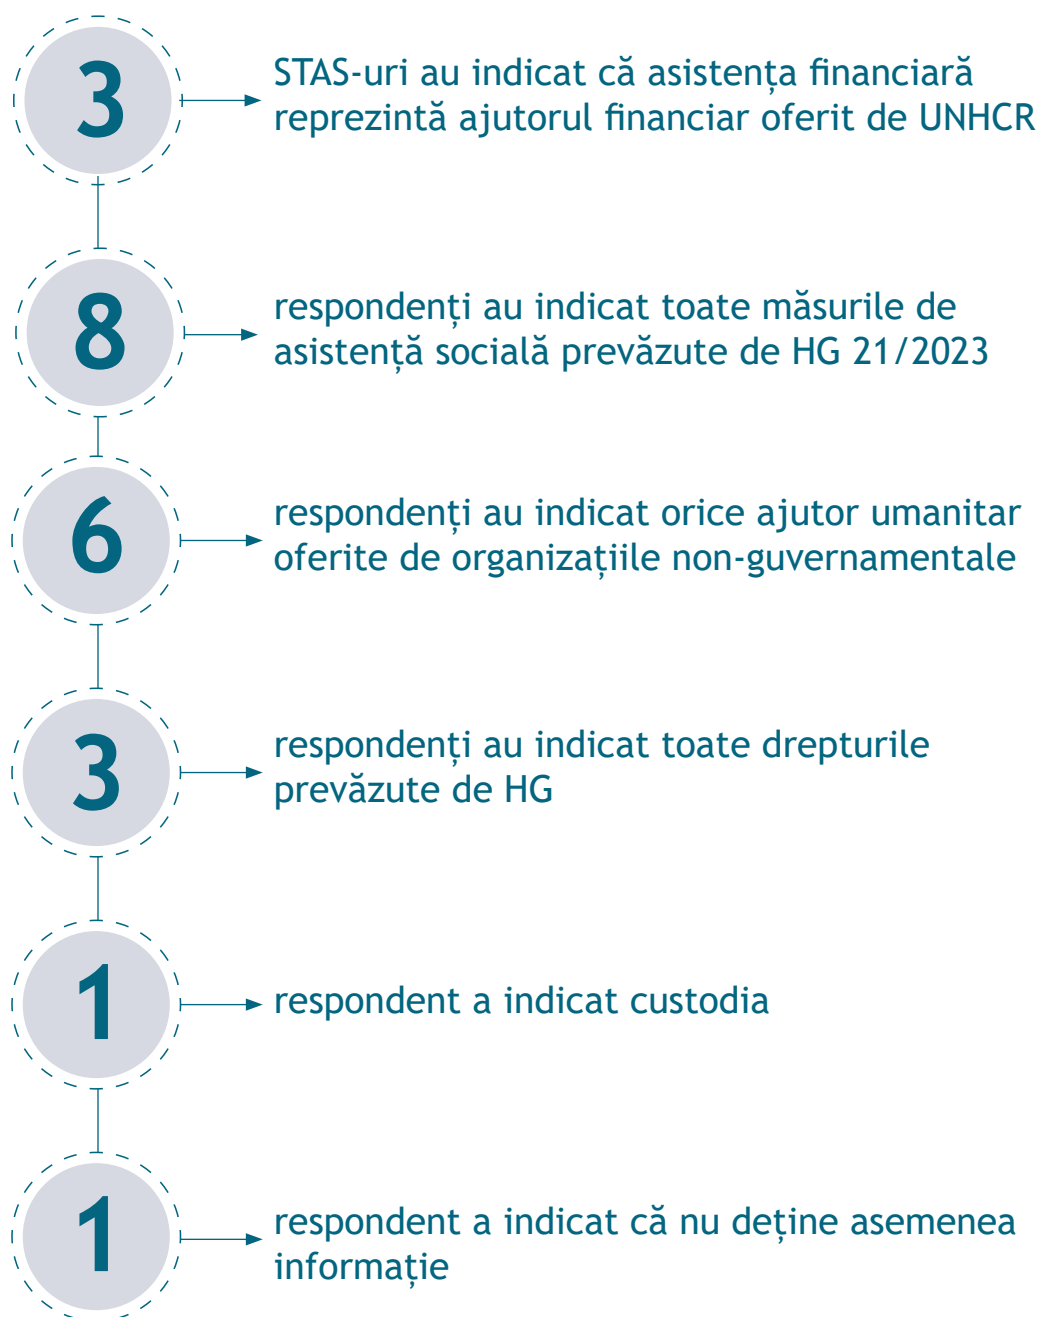 3
STAS-uri au indicat că asistența financiară
reprezintă ajutorul financiar oferit de UNHCR
8
respondenți au indicat toate măsurile de
asistență socială prevăzute de HG 21/2023
6
respondenți au indicat orice ajutor umanitar
oferite de organizațiile non-guvernamentale
3
respondenți au indicat toate drepturile
prevăzute de HG
1
respondent a indicat custodia
1
respondent a indicat că nu deține asemenea
informație